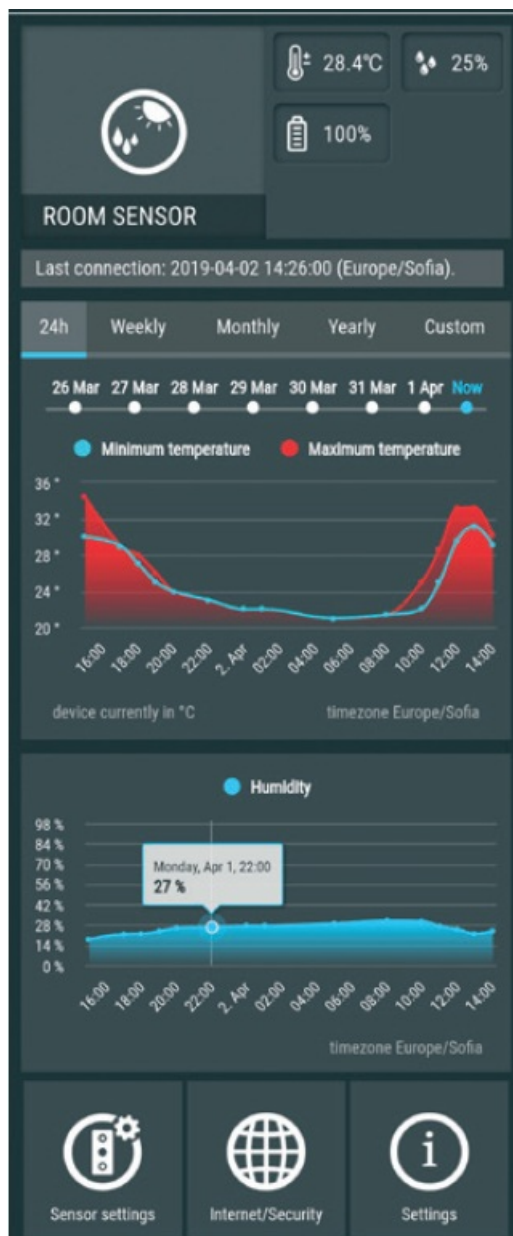 28.4°C
25%
100%
ROOM SENSOR
Last connection: 2019-04-02 14:26:00 (Europe/Sofia).
24h Weekly Monthly Yearly Custom
26 Mar 27 Mar 28 Mar 29 Mar 30 Mar 31 Mar 1 Apr Now
Minimum temperature Maximum temperature
36 °
32 °
28 °
24 °
20 °
16:00 18:00 20:00 22:00 2. Apr 02:00 04:00 06:00 08:00 10:00 12:00 14:00
device currently in °C timezone Europe/Sofia
Humidity
98 %
84 %
70 %
56 %
42 %
28 %
14 %
0 %
Monday, Apr 1, 22:00
27 %
16:00 18:00 20:00 22:00 2. Apr 02:00 04:00 06:00 08:00 10:00 12:00 14:00
timezone Europe/Sofia
i
Sensor settings Internet/Security Settings